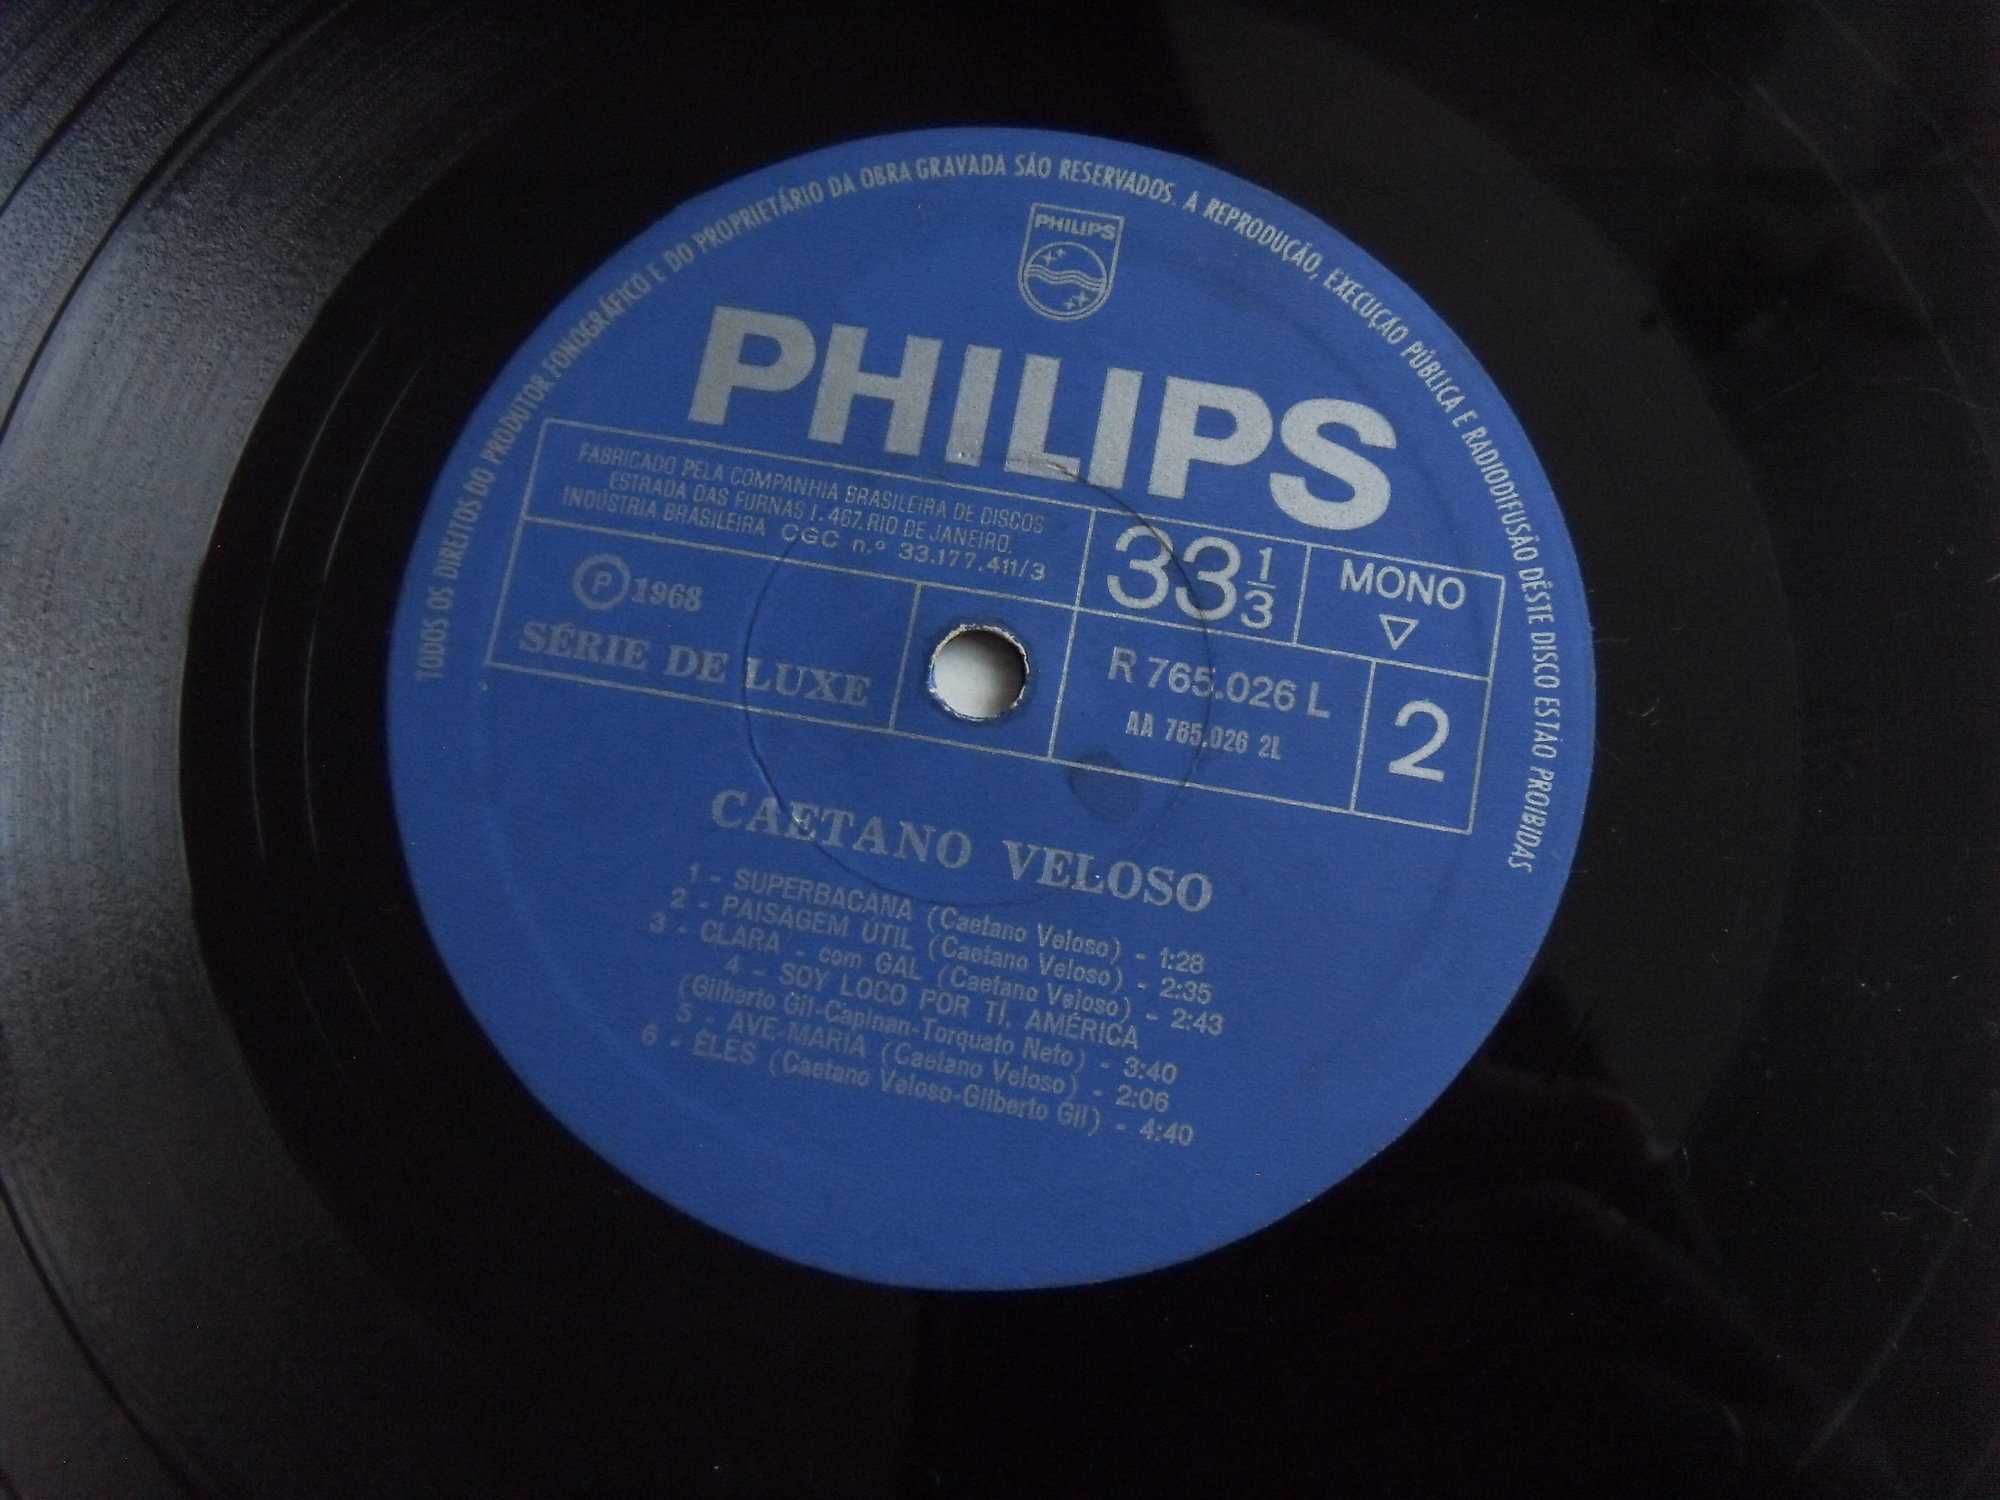 TODOS OS DIREITOS DO PRODUTOR FONOGRÁFICO E DO PROPRIETÁRIO DA OBRA GRAVADA SÃO RESERVADOS. A REPRODUÇÃO, EXECUÇÃO PÚBLICA E RADIODIFUSÃO DÊSTE DISCO ESTÃO PROIBIDAS
PHILIPS
PHILIPS
FABRICADO PELA COMPANHIA BRASILEIRA DE DISCOS
ESTRADA DAS FURNAS 1.467. RIO DE JANEIRO.
INDÚSTRIA BRASILEIRA CGC n.º 33.177.411/3
33 1/3
MONO
℗ 1968
SÉRIE DE LUXE
R 765.026 L
AA 765.026 2L
2
CAETANO VELOSO
1 - SUPERBACANA (Caetano Veloso) - 1:28
2 - PAISAGEM ÚTIL (Caetano Veloso) - 2:35
3 - CLARA - com GAL (Caetano Veloso) - 2:43
4 - SOY LOCO POR TÍ, AMÉRICA
(Gilberto Gil-Capinan-Torquato Neto) - 3:40
5 - AVE-MARIA (Caetano Veloso) - 2:06
6 - ÊLES (Caetano Veloso-Gilberto Gil) - 4:40